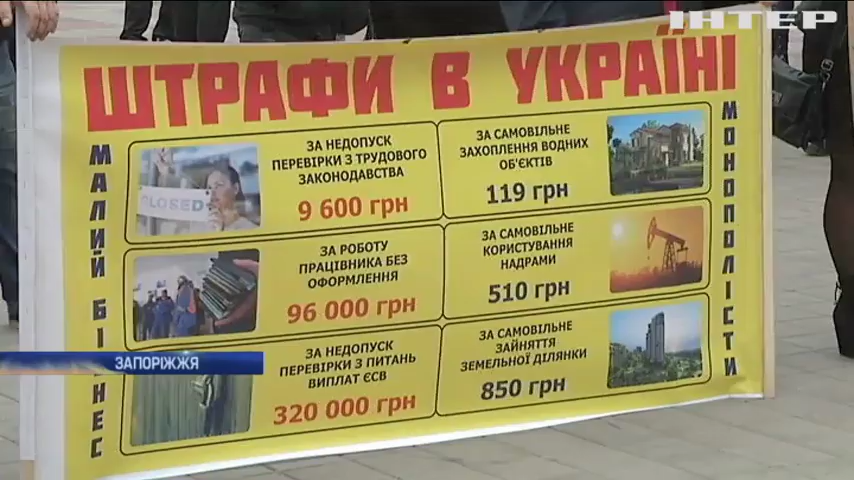 ІНТЕР
ШТРАФИ В УКРАЇНІ
МАЛИЙ БІЗНЕС
CLOSED
ЗА НЕДОПУСК
ПЕРЕВІРКИ З ТРУДОВОГО
ЗАКОНОДАВСТВА
9 600 грн
ЗА РОБОТУ
ПРАЦІВНИКА БЕЗ
ОФОРМЛЕННЯ
96 000 грн
ЗА НЕДОПУСК
ПЕРЕВІРКИ З ПИТАНЬ
ВИПЛАТ ЄСВ
320 000 грн
ЗА САМОВІЛЬНЕ
ЗАХОПЛЕННЯ ВОДНИХ
ОБ'ЄКТІВ
119 грн
ЗА САМОВІЛЬНЕ
КОРИСТУВАННЯ
НАДРАМИ
510 грн
ЗА САМОВІЛЬНЕ
ЗАЙНЯТТЯ
ЗЕМЕЛЬНОЇ ДІЛЯНКИ
850 грн
МОНОПОЛІСТИ
ЗАПОРІЖЖЯ